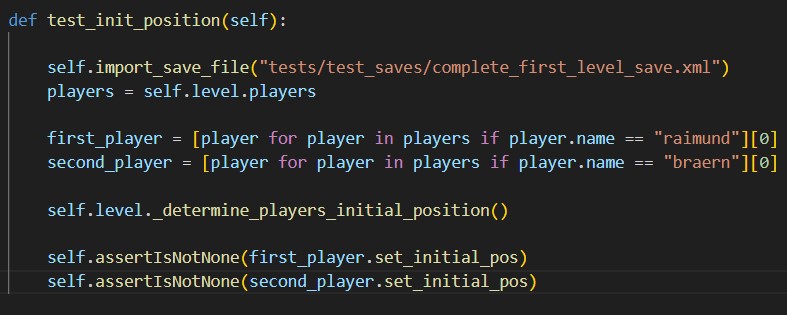 def test_init_position(self):
self.import_save_file("tests/test_saves/complete_first_level_save.xml")
players = self.level.players
first_player = [player for player in players if player.name == "raimund"][0]
second_player = [player for player in players if player.name == "braern"][0]
self.level._determine_players_initial_position()
self.assertIsNotNone(first_player.set_initial_pos)
self.assertIsNotNone(second_player.set_initial_pos)